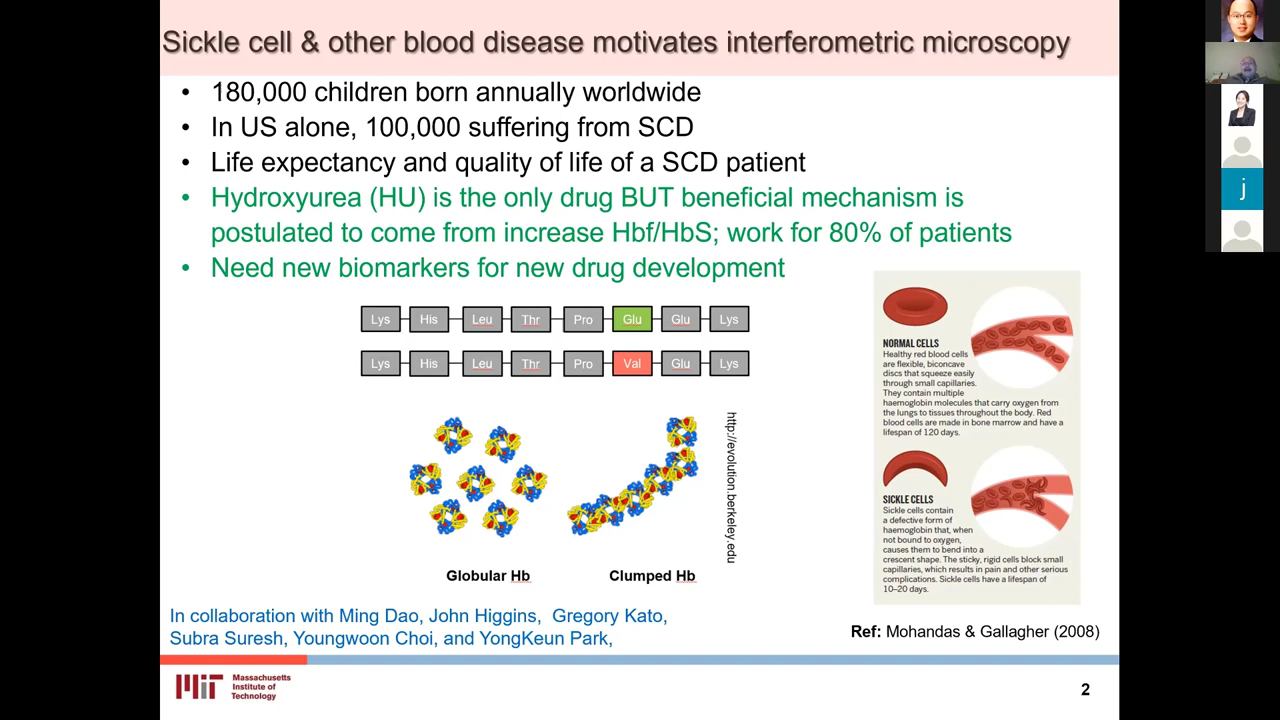 Sickle cell & other blood disease motivates interferometric microscopy
• 180,000 children born annually worldwide
• In US alone, 100,000 suffering from SCD
• Life expectancy and quality of life of a SCD patient
• Hydroxyurea (HU) is the only drug BUT beneficial mechanism is
postulated to come from increase Hbf/HbS; work for 80% of patients
• Need new biomarkers for new drug development
Lys His Leu Thr Pro Glu Glu Lys
Lys His Leu Thr Pro Val Glu Lys
http://evolution.berkeley.edu
Globular Hb
Clumped Hb
NORMAL CELLS
Healthy red blood cells
are flexible, biconcave
discs that squeeze easily
through small capillaries.
They contain multiple
haemoglobin molecules that carry oxygen from
the lungs to tissues throughout the body. Red
blood cells are made in bone marrow and have a
lifespan of 120 days.
SICKLE CELLS
Sickle cells contain
a defective form of
haemoglobin that, when
not bound to oxygen,
causes them to bend into a
crescent shape. The sticky, rigid cells block small
capillaries, which results in pain and other serious
complications. Sickle cells have a lifespan of
10–20 days.
In collaboration with Ming Dao, John Higgins, Gregory Kato,
Subra Suresh, Youngwoon Choi, and YongKeun Park,
Ref: Mohandas & Gallagher (2008)
MIT
Massachusetts
Institute of
Technology
2
j